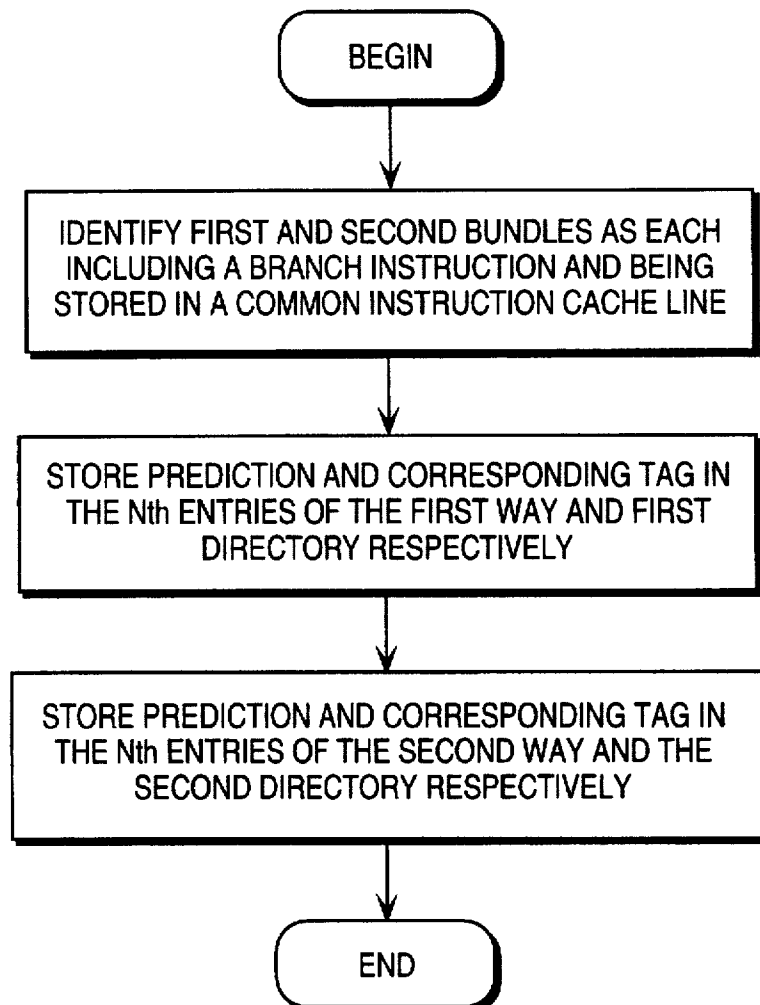 BEGIN
IDENTIFY FIRST AND SECOND BUNDLES AS EACH
INCLUDING A BRANCH INSTRUCTION AND BEING
STORED IN A COMMON INSTRUCTION CACHE LINE
STORE PREDICTION AND CORRESPONDING TAG IN
THE Nth ENTRIES OF THE FIRST WAY AND FIRST
DIRECTORY RESPECTIVELY
STORE PREDICTION AND CORRESPONDING TAG IN
THE Nth ENTRIES OF THE SECOND WAY AND THE
SECOND DIRECTORY RESPECTIVELY
END